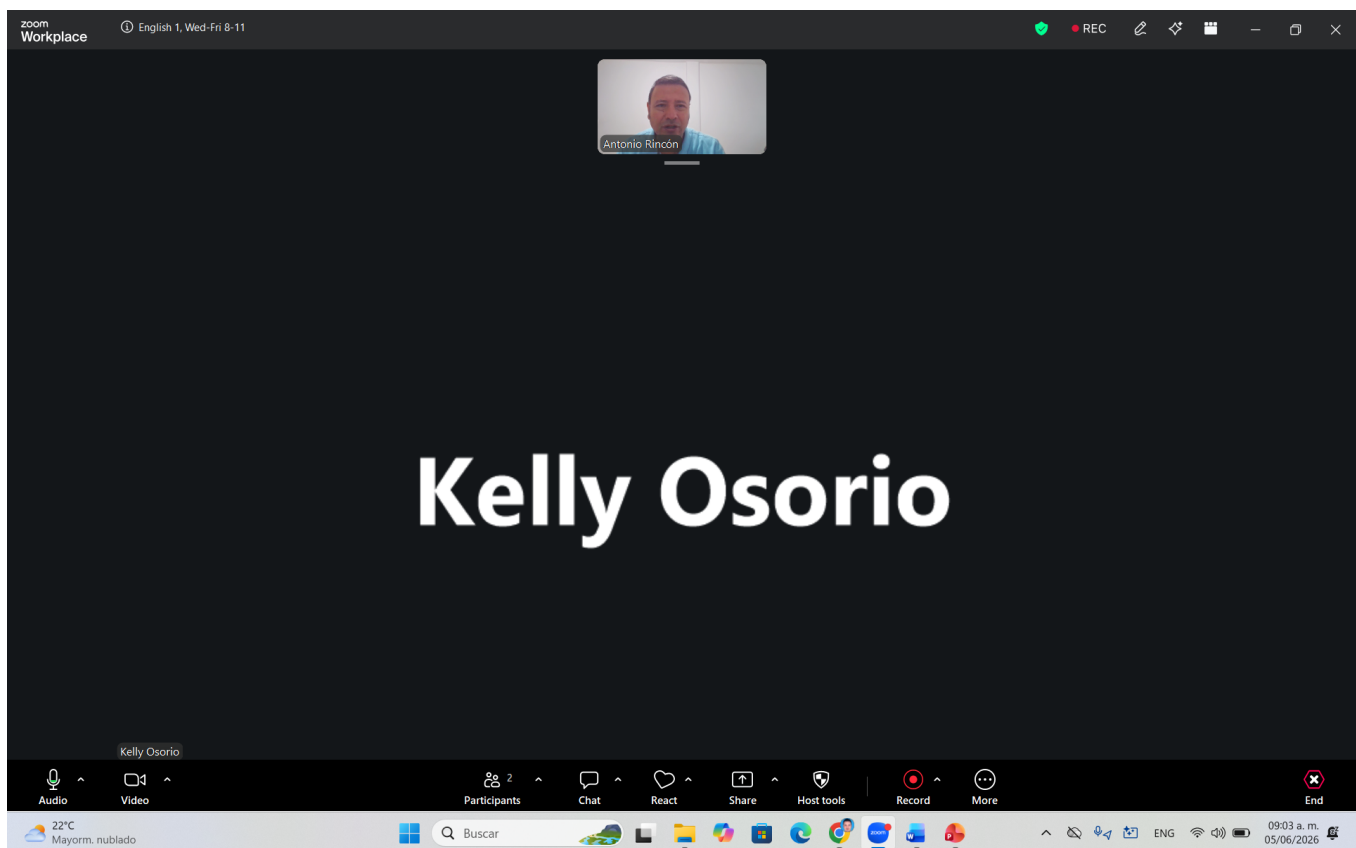 zoom
Workplace
English 1, Wed-Fri 8-11
REC
Antonio Rincón
Kelly Osorio
Kelly Osorio
Audio
Video
2
Participants
Chat
React
Share
Host tools
Record
More
End
22°C
Mayorm. nublado
Buscar
zoom
ENG
09:03 a. m.
05/06/2026